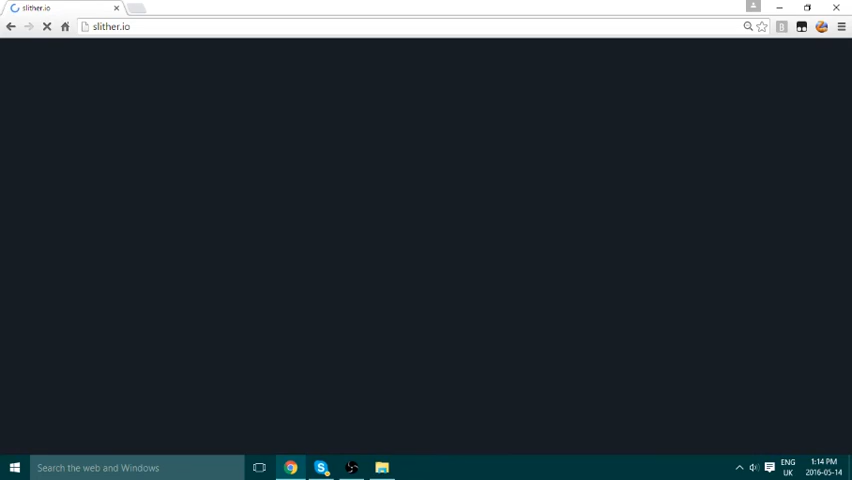 slither.io
slither.io
Search the web and Windows
ENG
UK
1:14 PM
2016-05-14